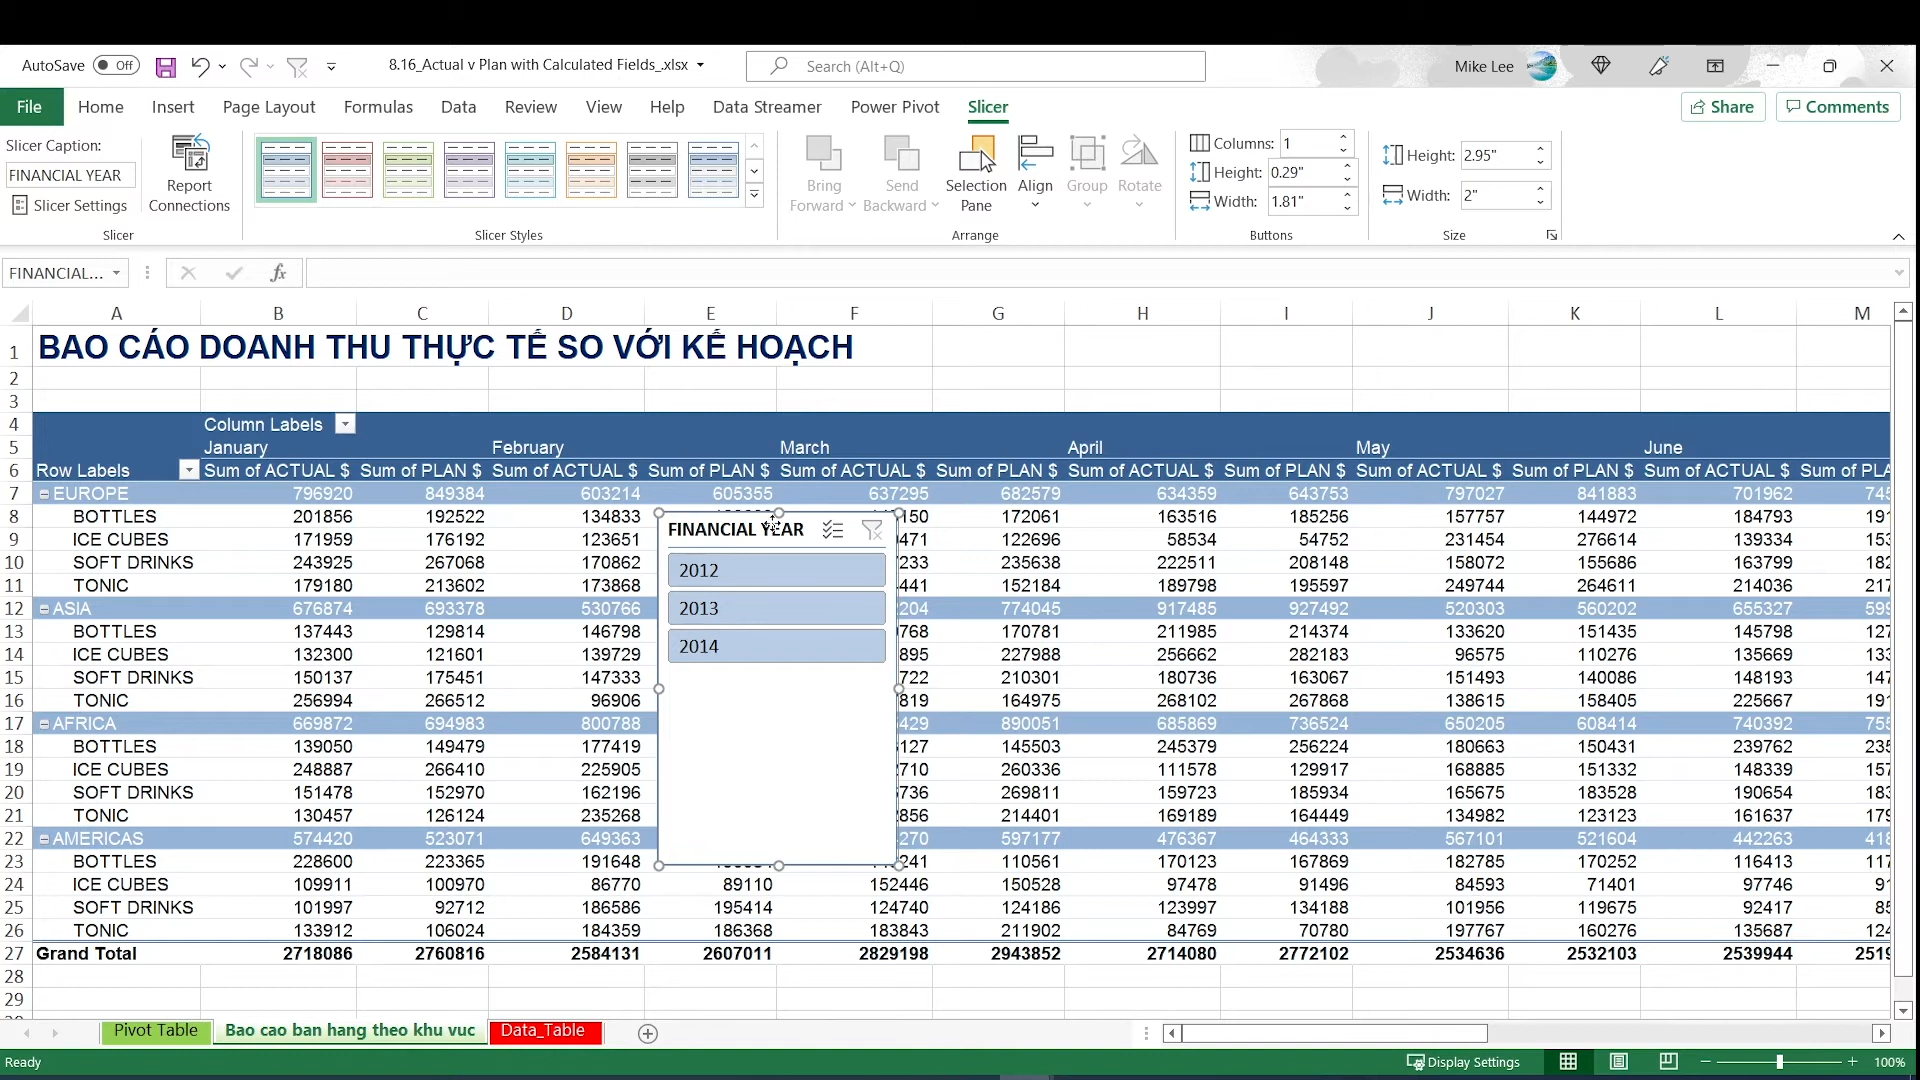 AutoSave Off 8.16_Actual v Plan with Calculated Fields_.xlsx Search (Alt+Q) Mike Lee
File Home Insert Page Layout Formulas Data Review View Help Data Streamer Power Pivot Slicer Share Comments
Slicer Caption:
FINANCIAL YEAR
Slicer Settings
Report Connections
Bring Forward
Send Backward
Selection Pane
Align
Group
Rotate
Columns: 1
Height: 0.29"
Width: 1.81"
Height: 2.95"
Width: 2"
Slicer Slicer Styles Arrange Buttons Size
FINANCIAL... fx
A B C D E F G H I J K L M
1 BAO CÁO DOANH THU THỰC TẾ SO VỚI KẾ HOẠCH
2
3
4 Column Labels
5 January February March April May June
6 Row Labels Sum of ACTUAL $ Sum of PLAN $ Sum of ACTUAL $ Sum of PLAN $ Sum of ACTUAL $ Sum of PLAN $ Sum of ACTUAL $ Sum of PLAN $ Sum of ACTUAL $ Sum of PLAN $ Sum of ACTUAL $ Sum of PLA
7 EUROPE 796920 849384 603214 605355 637295 682579 634359 643753 797027 841883 701962 745
8 BOTTLES 201856 192522 134833 150 172061 163516 185256 157757 144972 184793 191
9 ICE CUBES 171959 176192 123651 471 122696 58534 54752 231454 276614 139334 153
10 SOFT DRINKS 243925 267068 170862 233 235638 222511 208148 158072 155686 163799 182
11 TONIC 179180 213602 173868 441 152184 189798 195597 249744 264611 214036 217
12 ASIA 676874 693378 530766 204 774045 917485 927492 520303 560202 655327 599
13 BOTTLES 137443 129814 146798 768 170781 211985 214374 133620 151435 145798 127
14 ICE CUBES 132300 121601 139729 895 227988 256662 282183 96575 110276 135669 133
15 SOFT DRINKS 150137 175451 147333 722 210301 180736 163067 151493 140086 148193 147
16 TONIC 256994 266512 96906 819 164975 268102 267868 138615 158405 225667 191
17 AFRICA 669872 694983 800788 429 890051 685869 736524 650205 608414 740392 755
18 BOTTLES 139050 149479 177419 127 145503 245379 256224 180663 150431 239762 235
19 ICE CUBES 248887 266410 225905 710 260336 111578 129917 168885 151332 148339 157
20 SOFT DRINKS 151478 152970 162196 736 269811 159723 185934 165675 183528 190654 183
21 TONIC 130457 126124 235268 856 214401 169189 164449 134982 123123 161637 179
22 AMERICAS 574420 523071 649363 270 597177 476367 464333 567101 521604 442263 418
23 BOTTLES 228600 223365 191648 241 110561 170123 167869 182785 170252 116413 117
24 ICE CUBES 109911 100970 86770 89110 152446 150528 97478 91496 84593 71401 97746 91
25 SOFT DRINKS 101997 92712 186586 195414 124740 124186 123997 134188 101956 119675 92417 85
26 TONIC 133912 106024 184359 186368 183843 211902 84769 70780 197767 160276 135687 124
27 Grand Total 2718086 2760816 2584131 2607011 2829198 2943852 2714080 2772102 2534636 2532103 2539944 2519
28
29
FINANCIAL YEAR
2012
2013
2014
Pivot Table Bao cao ban hang theo khu vuc Data_Table
Ready Display Settings 100%